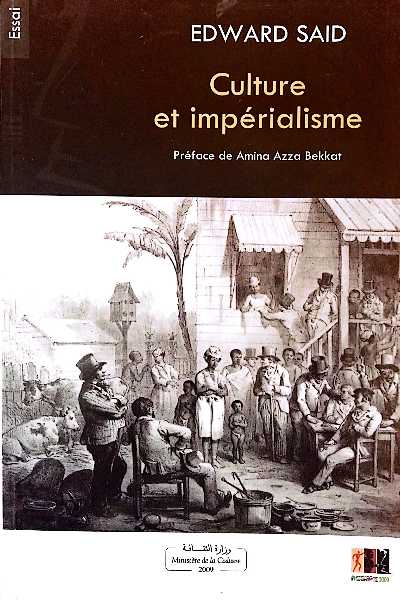 Essai
EDWARD SAID
Culture
et impérialisme
Préface de Amina Azza Bekkat
وزارة الثقافة
Ministère de la Culture
2009